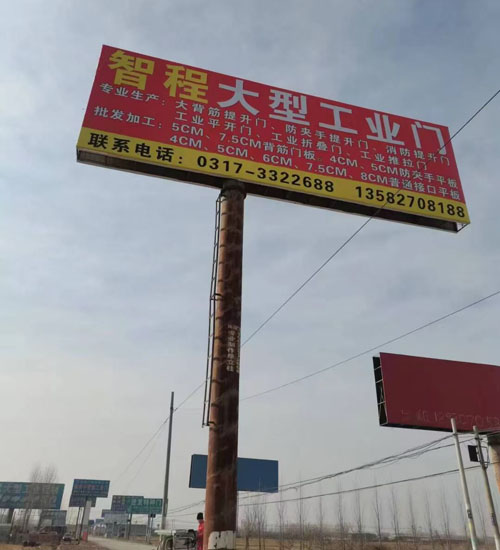 智程大型工业门
专业生产：大背筋提升门、防夹手提升门、消防提升门
工业平开门、工业折叠门、工业推拉门
批发加工：5CM、7.5CM背筋门板 4CM、5CM防夹手平板
4CM、5CM、6CM、7.5CM、8CM普通接口平板
联系电话：0317-3322688 13582708188